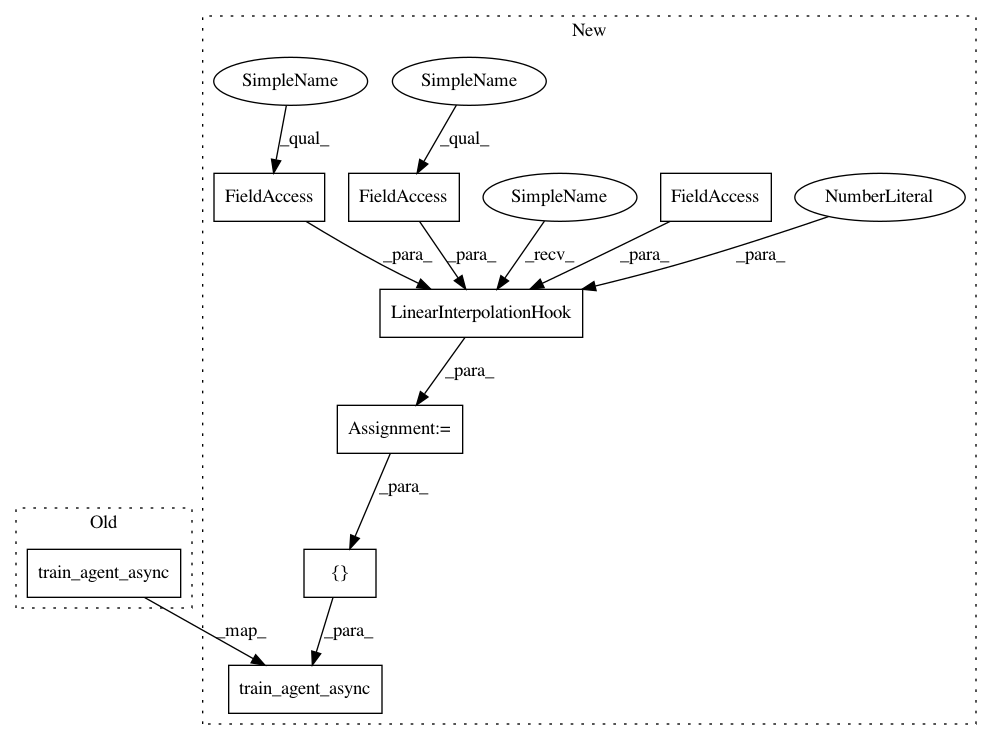 New
SimpleName
SimpleName
_qual_
_qual_
FieldAccess
FieldAccess
SimpleName
FieldAccess
NumberLiteral
_para_
_para_
_recv_
_para_
_para_
LinearInterpolationHook
_para_
Assignment:=
_para_
Old
train_agent_async
{}
_map_
_para_
train_agent_async